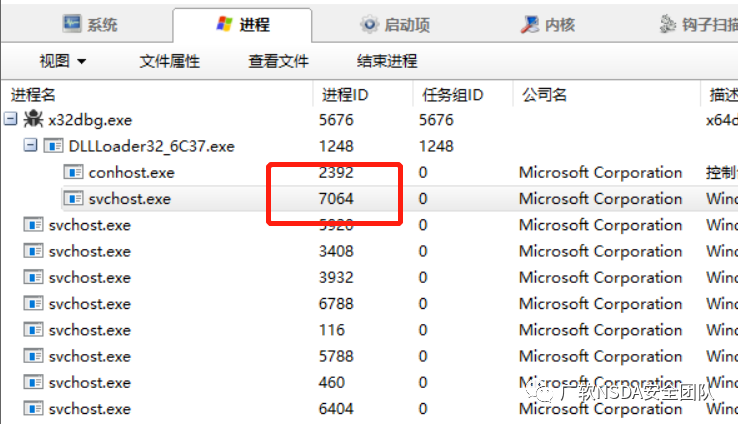 系统 进程 启动项 内核 钩子扫描
视图 文件属性 查看文件 结束进程
进程名 进程ID 任务组ID 公司名 描述
x32dbg.exe 5676 5676 x64d
DLLLoader32_6C37.exe 1248 1248
conhost.exe 2392 0 Microsoft Corporation 控制
svchost.exe 7064 0 Microsoft Corporation Wind
svchost.exe 5920 0 Microsoft Corporation Wind
svchost.exe 3408 0 Microsoft Corporation Wind
svchost.exe 3932 0 Microsoft Corporation Wind
svchost.exe 6788 0 Microsoft Corporation Wind
svchost.exe 116 0 Microsoft Corporation Wind
svchost.exe 5788 0 Microsoft Corporation Wind
svchost.exe 460 0 Microsoft Corporation Wind
svchost.exe 6404 0 Microsoft Corporation Wind
广软NSDA安全团队